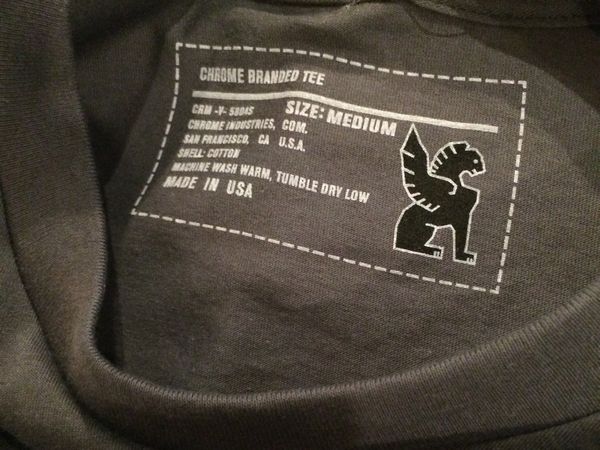 CHROME BRANDED TEE
CRM -V- 58045 SIZE: MEDIUM
CHROME INDUSTRIES, COM.
SAN FRANCISCO, CA U.S.A.
SHELL: COTTON
MACHINE WASH WARM, TUMBLE DRY LOW
MADE IN USA